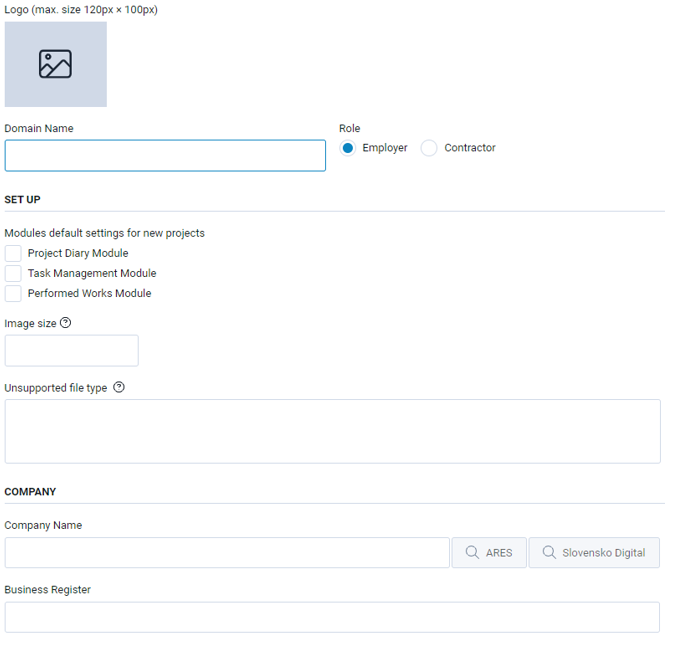 Logo (max. size 120px × 100px)
Domain Name
Role
Employer
Contractor
SET UP
Modules default settings for new projects
Project Diary Module
Task Management Module
Performed Works Module
Image size ?
Unsupported file type ?
COMPANY
Company Name
ARES
Slovensko Digital
Business Register